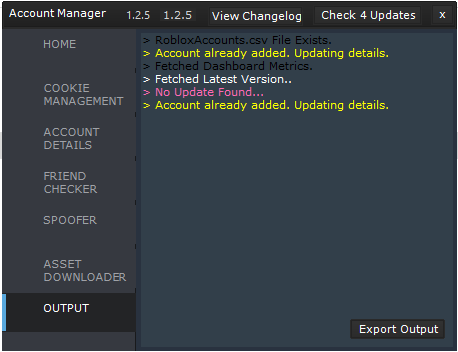 Account Manager 1.2.5 1.2.5 View Changelog Check 4 Updates x
HOME
COOKIE
MANAGEMENT
ACCOUNT
DETAILS
FRIEND
CHECKER
SPOOFER
ASSET
DOWNLOADER
OUTPUT
> RobloxAccounts.csv File Exists.
> Account already added. Updating details.
> Fetched Dashboard Metrics.
> Fetched Latest Version..
> No Update Found...
> Account already added. Updating details.
Export Output